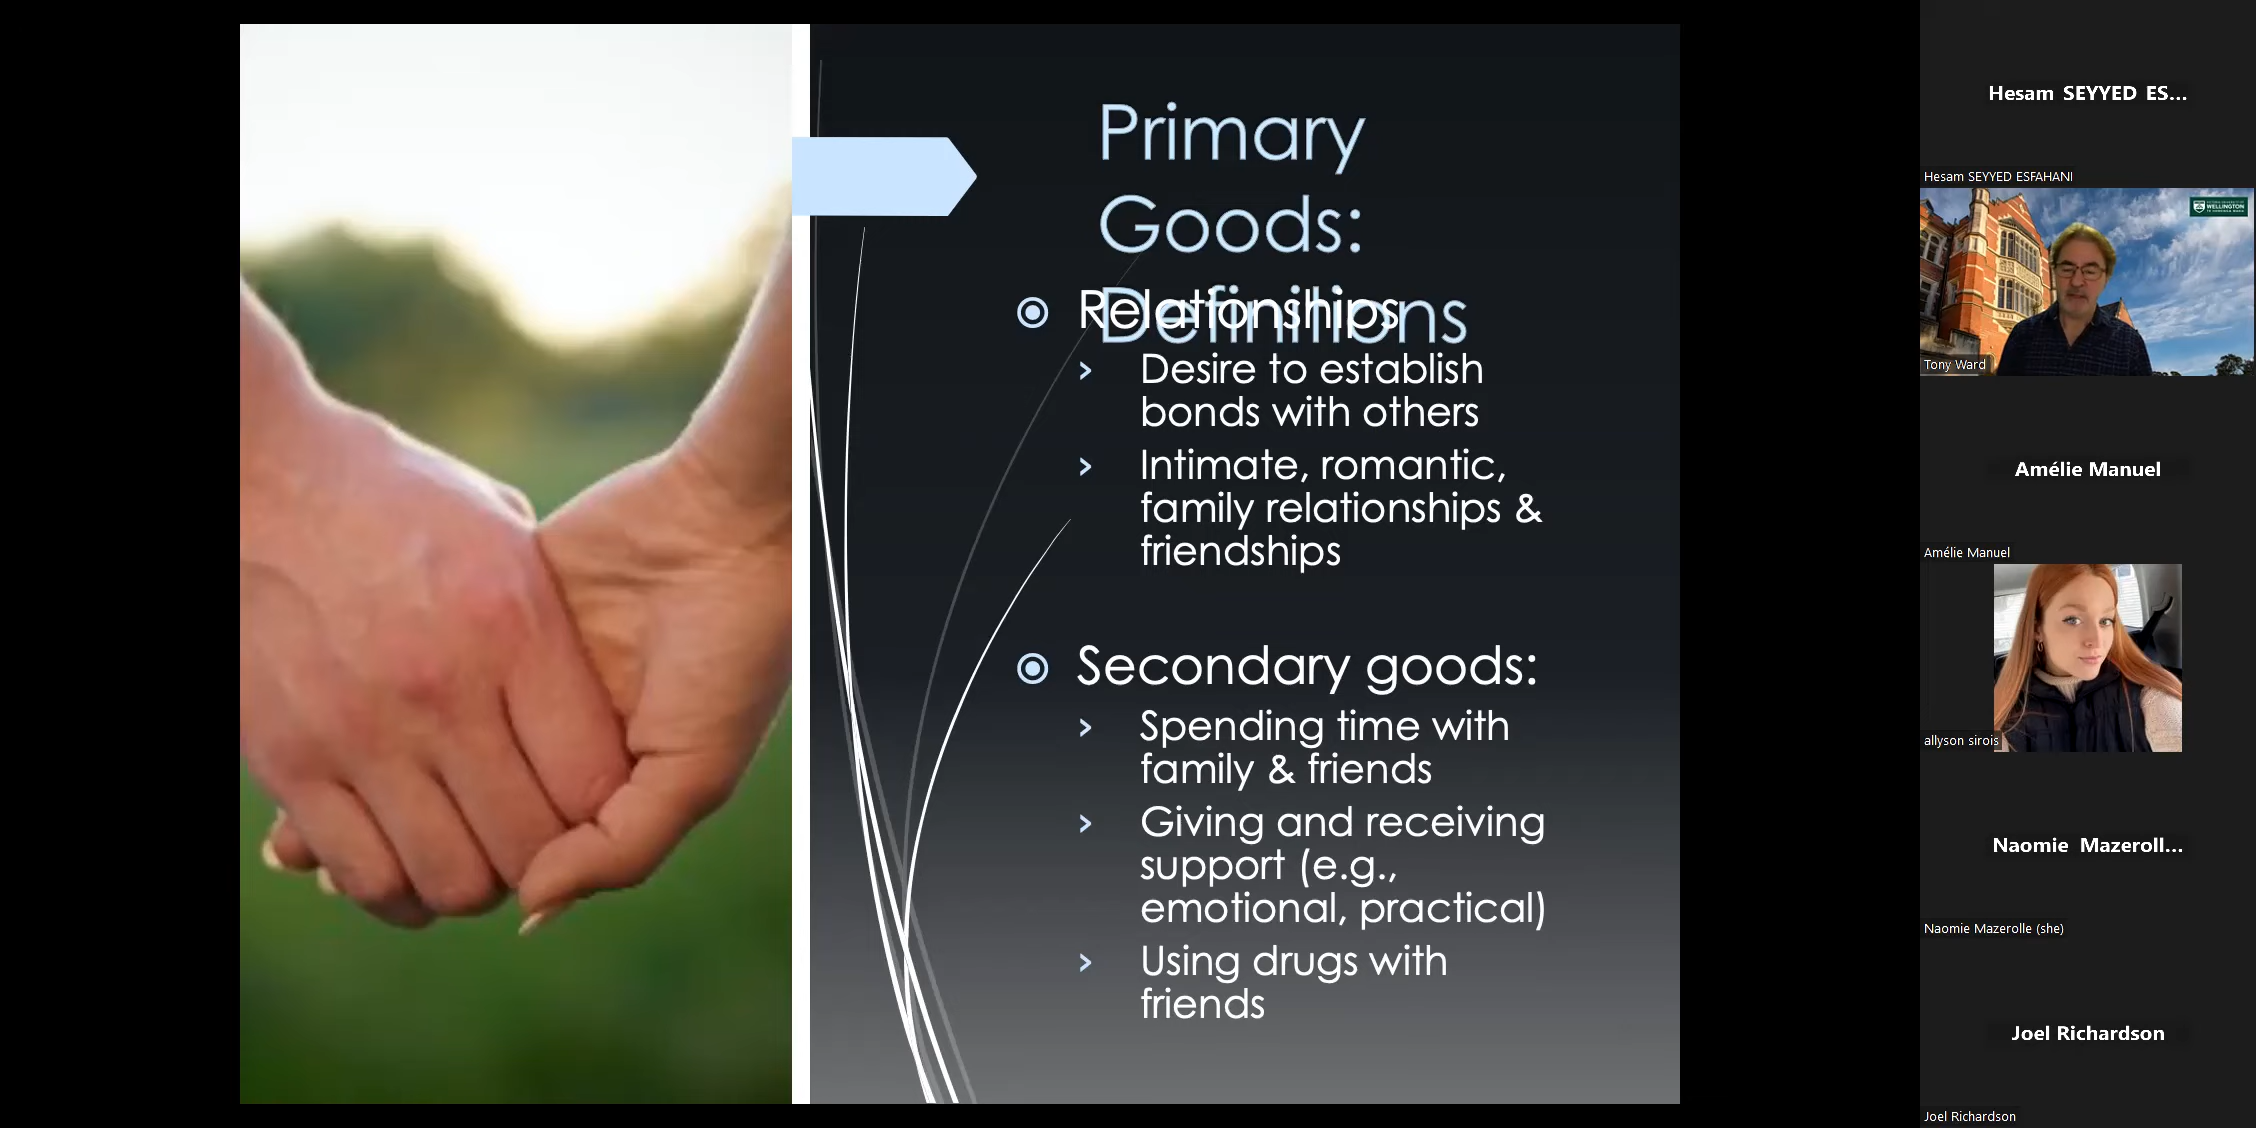 Primary
Goods:
Definitions
Relationships
Desire to establish
bonds with others
Intimate, romantic,
family relationships &
friendships
Secondary goods:
Spending time with
family & friends
Giving and receiving
support (e.g.,
emotional, practical)
Using drugs with
friends
Hesam SEYYED ES...
Hesam SEYYED ESFAHANI
WELLINGTON
Tony Ward
Amélie Manuel
Amélie Manuel
allyson sirois
Naomie Mazeroll...
Naomie Mazerolle (she)
Joel Richardson
Joel Richardson